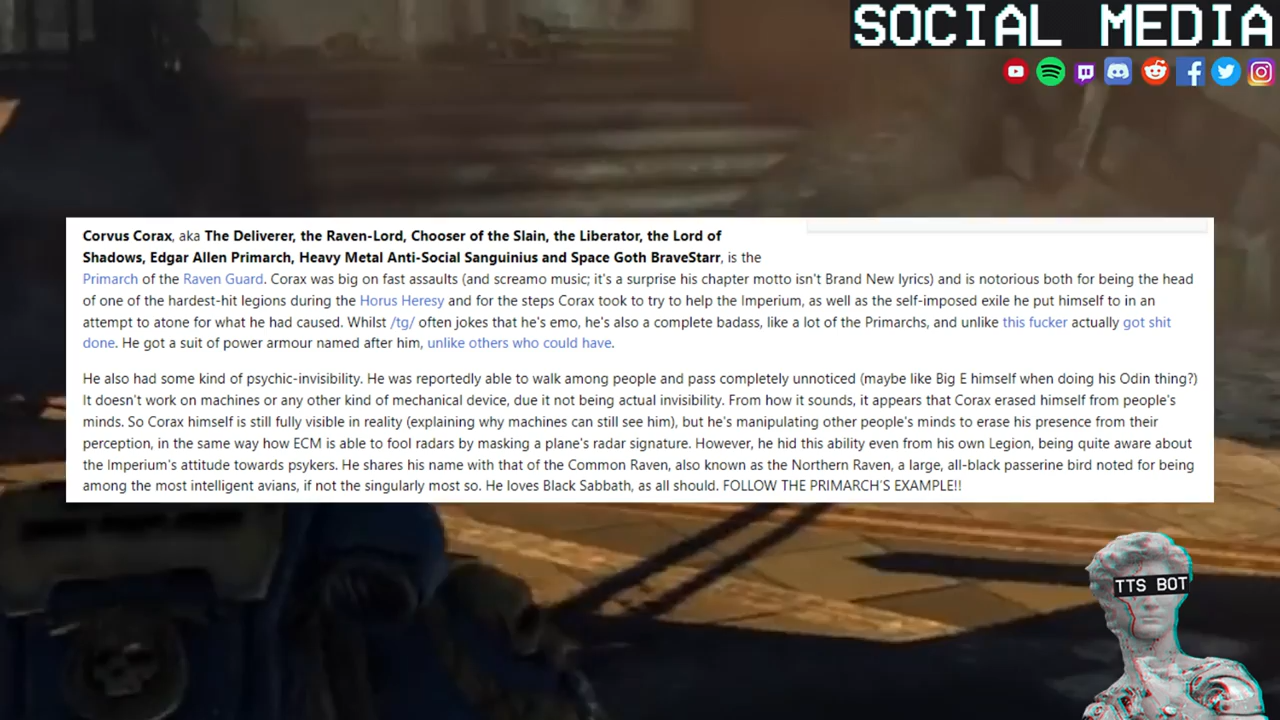 SOCIAL MEDIA
Corvus Corax, aka The Deliverer, the Raven-Lord, Chooser of the Slain, the Liberator, the Lord of
Shadows, Edgar Allen Primarch, Heavy Metal Anti-Social Sanguinius and Space Goth BraveStarr, is the
Primarch of the Raven Guard. Corax was big on fast assaults (and screamo music; it's a surprise his chapter motto isn't Brand New lyrics) and is notorious both for being the head
of one of the hardest-hit legions during the Horus Heresy and for the steps Corax took to try to help the Imperium, as well as the self-imposed exile he put himself to in an
attempt to atone for what he had caused. Whilst /tg/ often jokes that he's emo, he's also a complete badass, like a lot of the Primarchs, and unlike this fucker actually got shit
done. He got a suit of power armour named after him, unlike others who could have.
He also had some kind of psychic-invisibility. He was reportedly able to walk among people and pass completely unnoticed (maybe like Big E himself when doing his Odin thing?)
It doesn't work on machines or any other kind of mechanical device, due it not being actual invisibility. From how it sounds, it appears that Corax erased himself from people's
minds. So Corax himself is still fully visible in reality (explaining why machines can still see him), but he's manipulating other people's minds to erase his presence from their
perception, in the same way how ECM is able to fool radars by masking a plane's radar signature. However, he hid this ability even from his own Legion, being quite aware about
the Imperium's attitude towards psykers. He shares his name with that of the Common Raven, also known as the Northern Raven, a large, all-black passerine bird noted for being
among the most intelligent avians, if not the singularly most so. He loves Black Sabbath, as all should. FOLLOW THE PRIMARCH'S EXAMPLE!!
TTS BOT